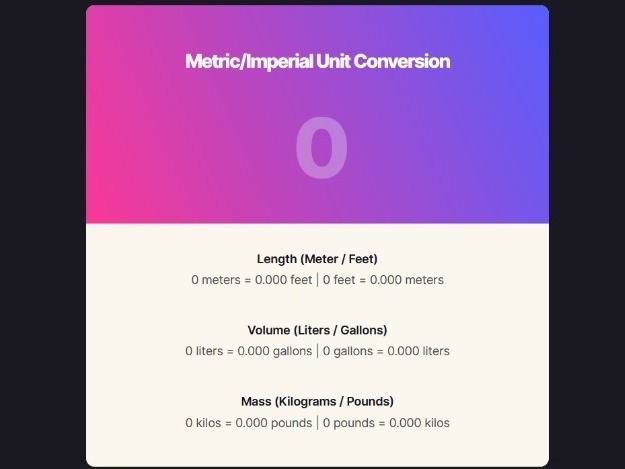 Metric/Imperial Unit Conversion
0
Length (Meter / Feet)
0 meters = 0.000 feet | 0 feet = 0.000 meters
Volume (Liters / Gallons)
0 liters = 0.000 gallons | 0 gallons = 0.000 liters
Mass (Kilograms / Pounds)
0 kilos = 0.000 pounds | 0 pounds = 0.000 kilos